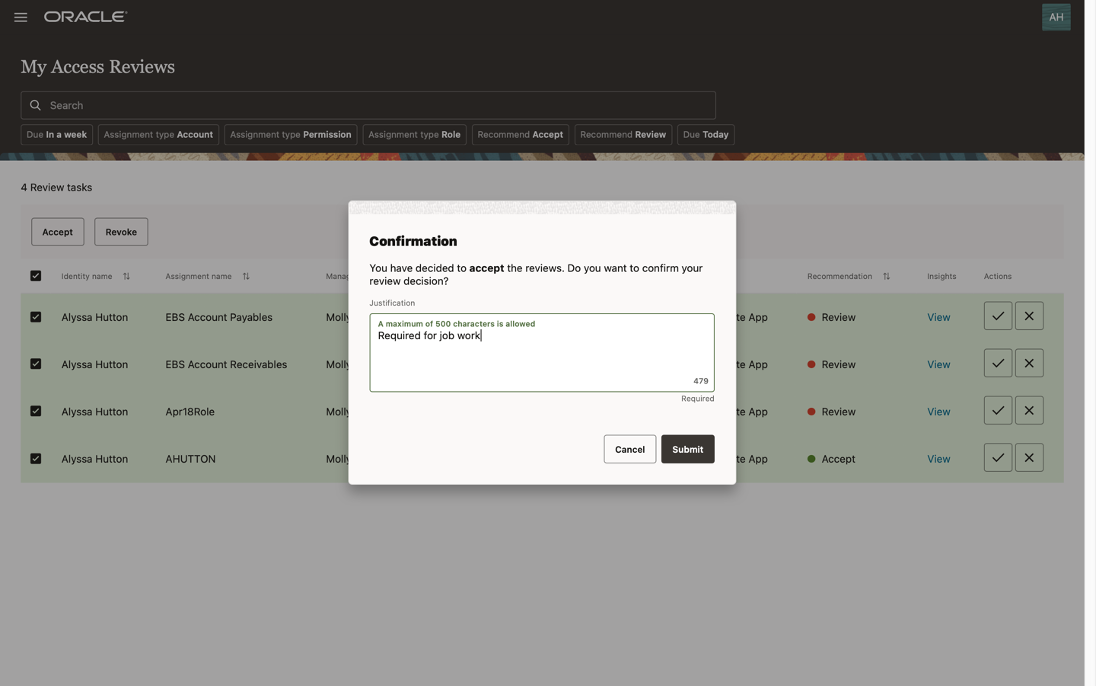 ORACLE
AH
My Access Reviews
Search
Due In a week Assignment type Account Assignment type Permission Assignment type Role Recommend Accept Recommend Review Due Today
4 Review tasks
Accept Revoke
Identity name Assignment name Recommendation Insights Actions
Alyssa Hutton EBS Account Payables Molly App Review View
Alyssa Hutton EBS Account Receivables Molly App Review View
Alyssa Hutton Apr18Role Molly App Review View
Alyssa Hutton AHUTTON Molly App Accept View
Confirmation
You have decided to accept the reviews. Do you want to confirm your
review decision?
Justification
A maximum of 500 characters is allowed
Required for job work
479
Required
Cancel Submit